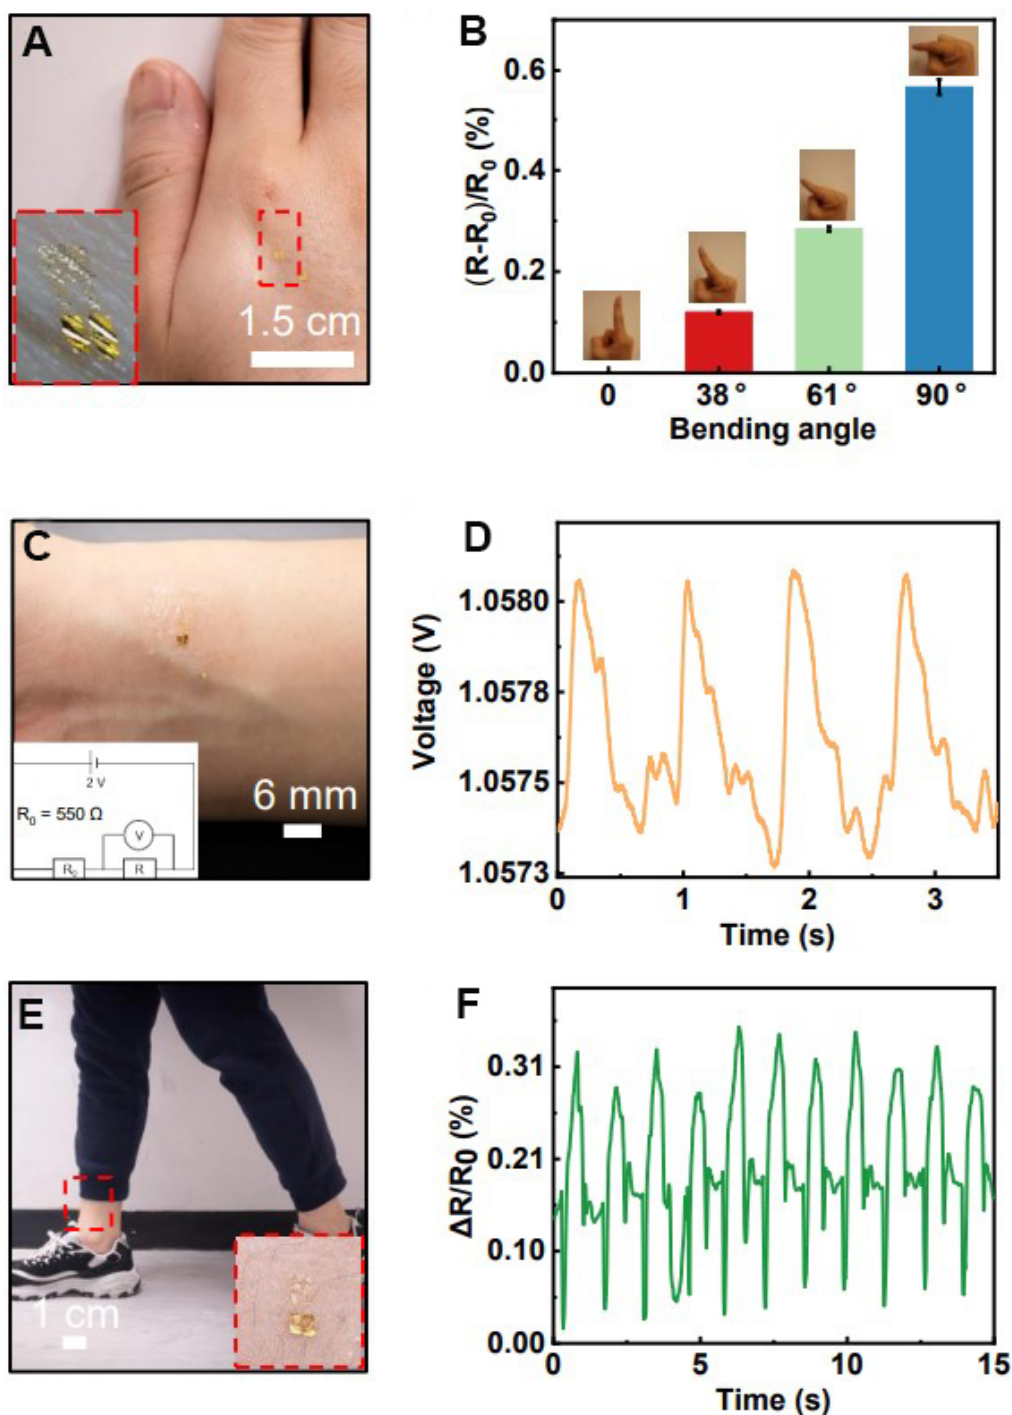 A
1.5 cm
B
(R-R₀)/R₀ (%)
0.6
0.4
0.2
0.0
0 38 ° 61 ° 90 °
Bending angle
C
6 mm
2 V
R₀ = 550 Ω
V
R₀ R
D
Voltage (V)
1.0580
1.0578
1.0575
1.0573
0 1 2 3
Time (s)
E
1 cm
F
ΔR/R₀ (%)
0.31
0.21
0.10
0.00
0 5 10 15
Time (s)